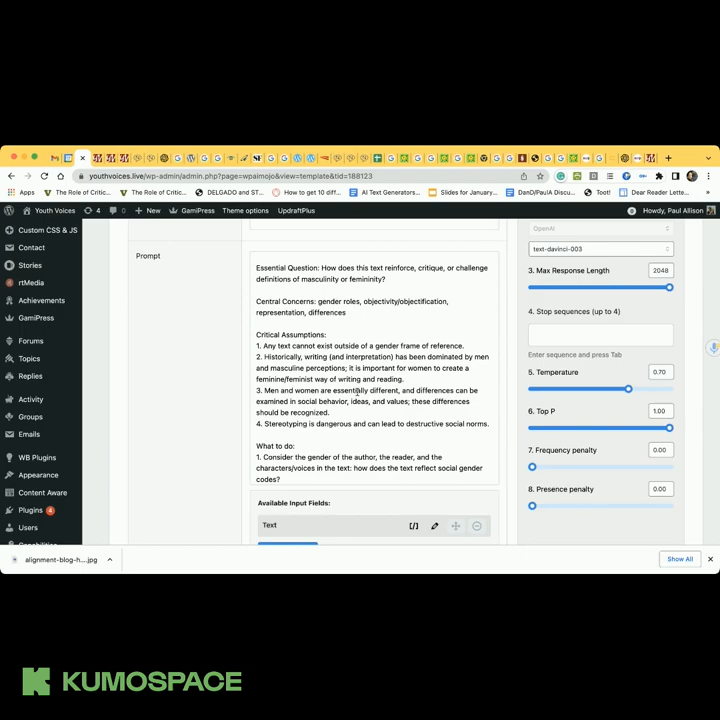 youthvoices.live/wp-admin/admin.php?page=wpaimojo&view=template&tid=188123
Apps
The Role of Critic...
The Role of Critic...
DELGADO and ST...
How to get 10 diff...
AI Text Generators...
Slides for January...
DanD/PaulA Discu...
Toot!
Dear Reader Letter...
Youth Voices
4
0
New
GamiPress
Theme options
UpdraftPlus
0
Howdy, Paul Allison
Custom CSS & JS
Contact
Stories
rtMedia
Achievements
GamiPress
Forums
Topics
Replies
Activity
Groups
Emails
WB Plugins
Appearance
Content Aware
Plugins 4
Users
Prompt
Essential Question: How does this text reinforce, critique, or challenge
definitions of masculinity or femininity?
Central Concerns: gender roles, objectivity/objectification,
representation, differences
Critical Assumptions:
1. Any text cannot exist outside of a gender frame of reference.
2. Historically, writing (and interpretation) has been dominated by men
and masculine perceptions; it is important for women to create a
feminine/feminist way of writing and reading.
3. Men and women are essentially different, and differences can be
examined in social behavior, ideas, and values; these differences
should be recognized.
4. Stereotyping is dangerous and can lead to destructive social norms.
What to do:
1. Consider the gender of the author, the reader, and the
characters/voices in the text: how does the text reflect social gender
codes?
Available Input Fields:
Text
[/]
OpenAI
text-davinci-003
3. Max Response Length
2048
4. Stop sequences (up to 4)
Enter sequence and press Tab
5. Temperature
0.70
6. Top P
1.00
7. Frequency penalty
0.00
8. Presence penalty
0.00
alignment-blog-h....jpg
Show All
KUMOSPACE